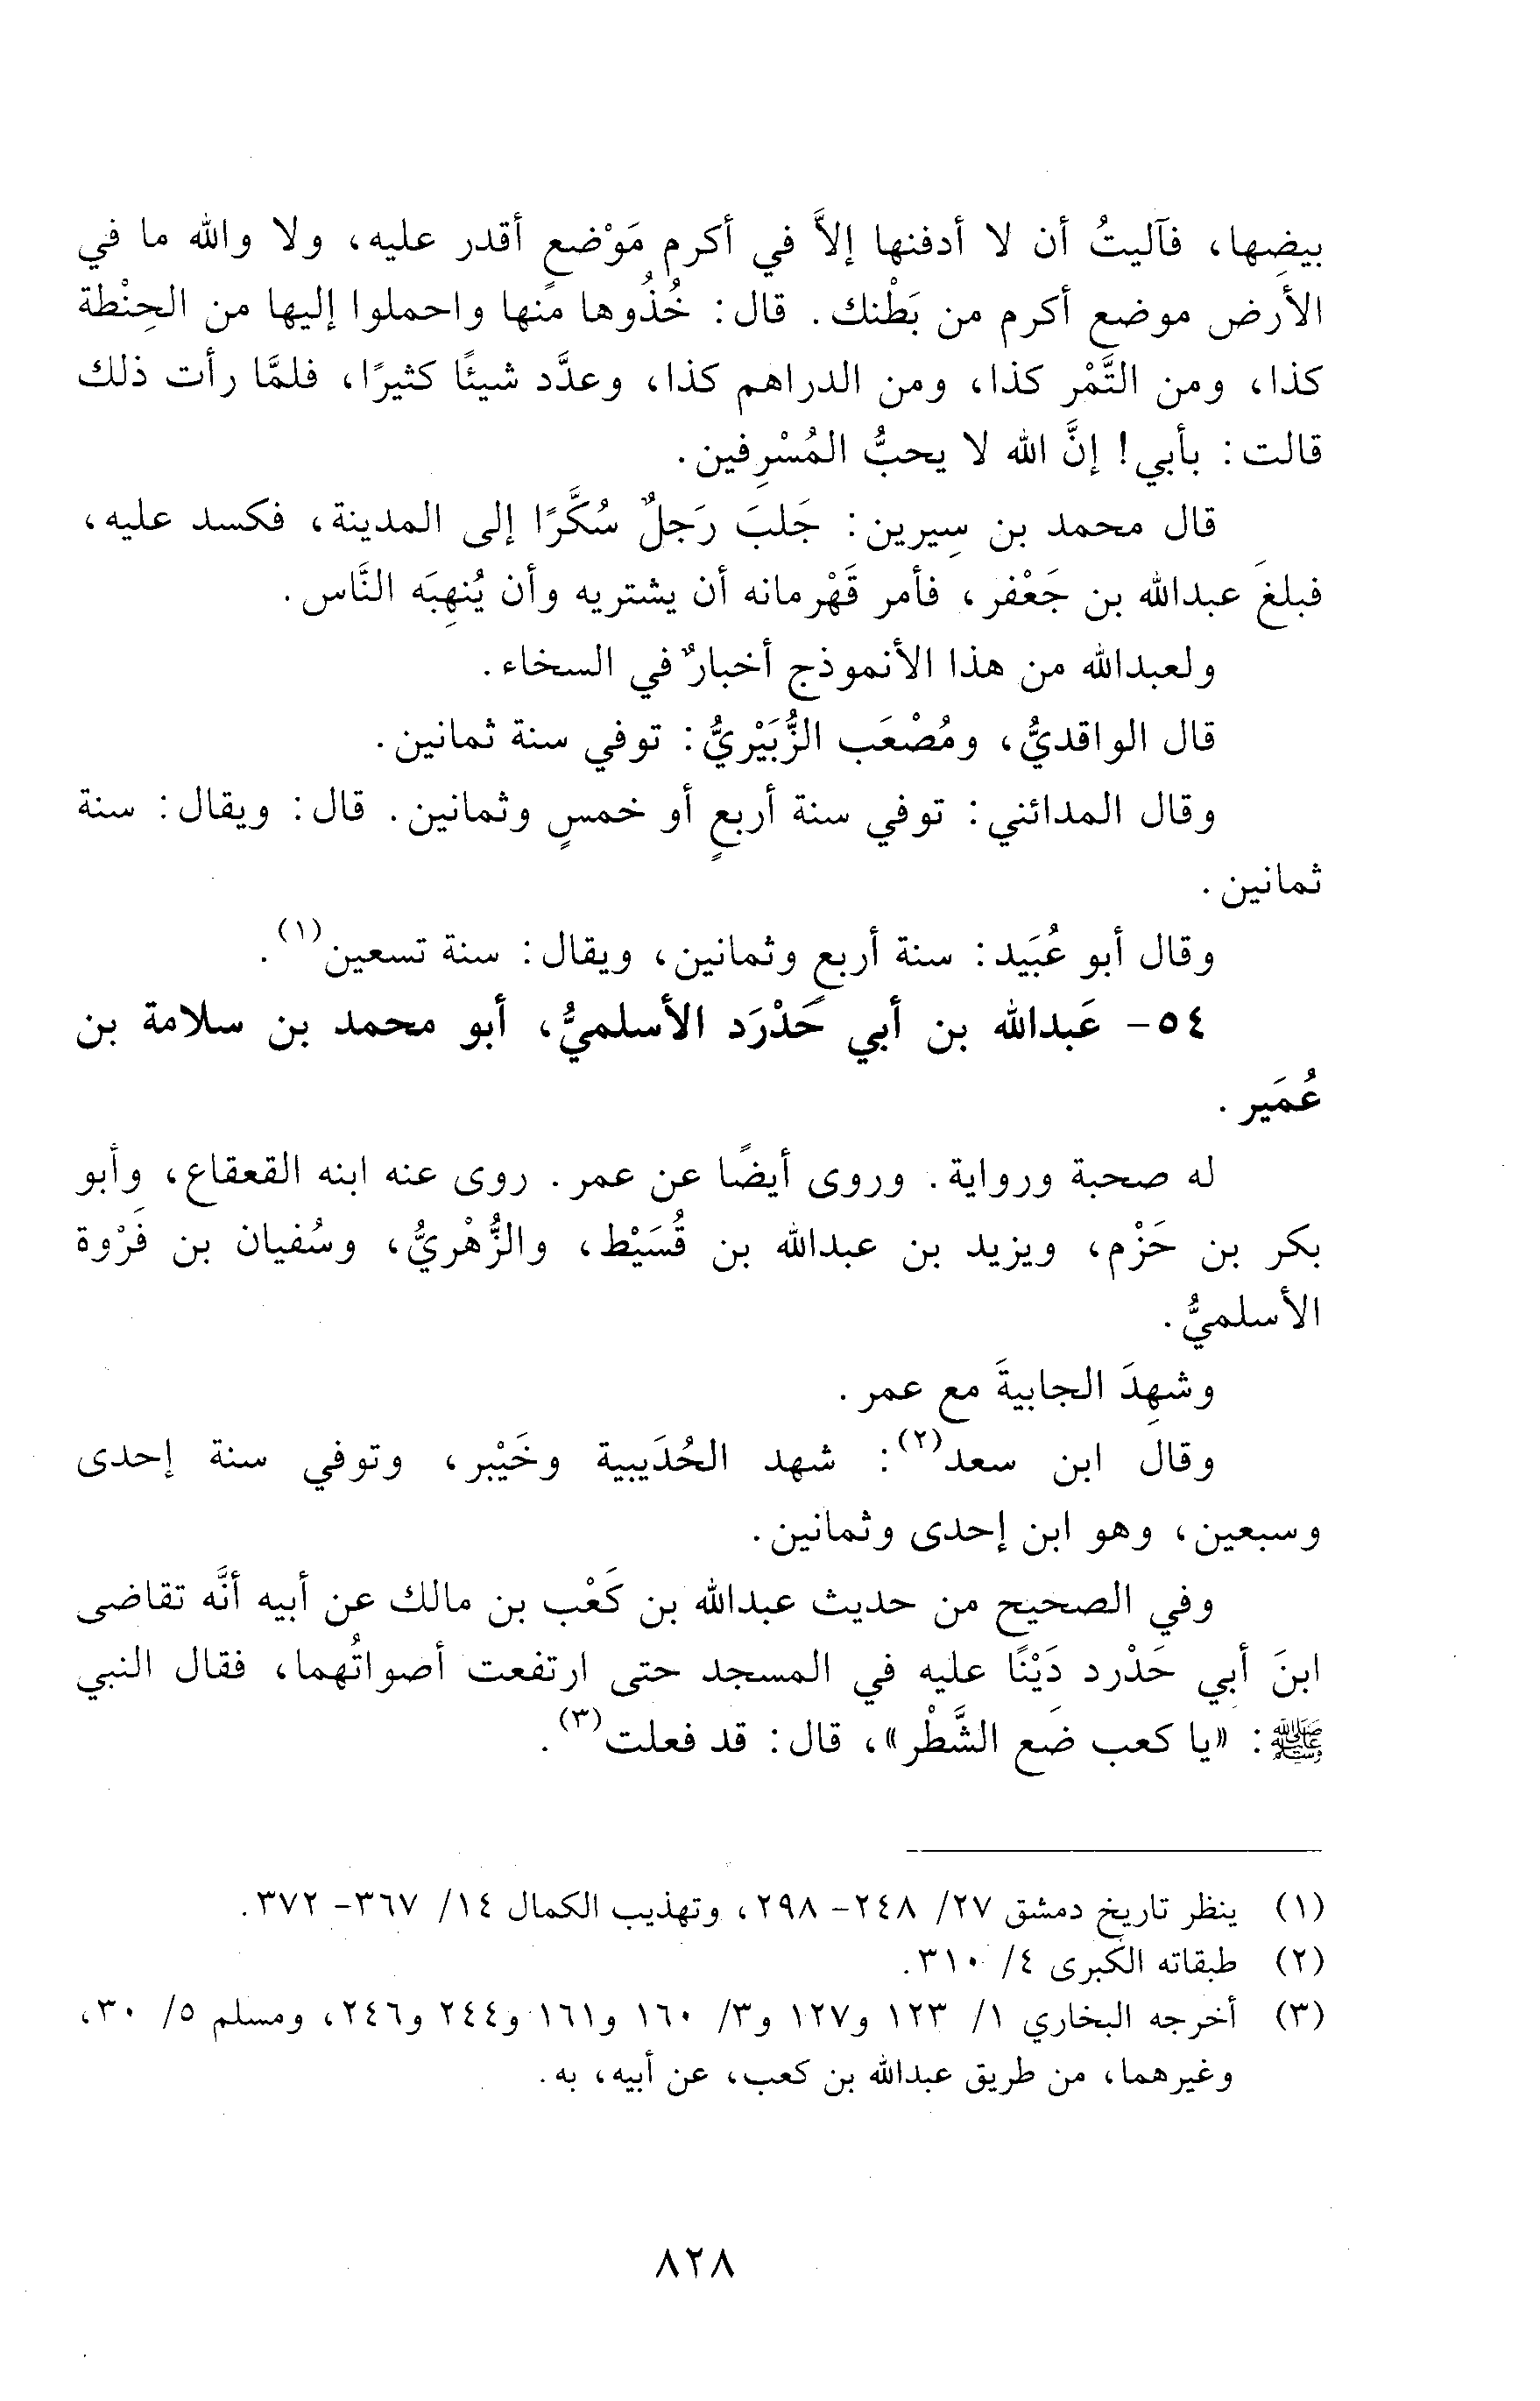 بيضِها، فآليتُ أن لا أدفنها إلاَّ في أكرم مَوْضعٍ أقدر عليه، ولا والله ما في
الأرض موضع أكرم من بَطْنك. قال: خُذُوها منها واحملوا إليها من الحِنْطة
كذا، ومن التَّمْر كذا، ومن الدراهم كذا، وعدَّد شيئًا كثيرًا، فلمَّا رأت ذلك
قالت: بأبي! إنَّ الله لا يحبُّ المُسْرِفين.
قال محمد بن سِيرين: جَلبَ رَجلٌ سُكَّرًا إلى المدينة، فكسد عليه،
فبلغَ عبدالله بن جَعْفر، فأمر قَهْرمانه أن يشتريه وأن يُنهِبَه النَّاس.
ولعبدالله من هذا الأنموذج أخبارٌ في السخاء.
قال الواقديُّ، ومُصْعَب الزُّبَيْريُّ: توفي سنة ثمانين.
وقال المدائني: توفي سنة أربعٍ أو خمسٍ وثمانين. قال: ويقال: سنة
ثمانين.
وقال أبو عُبَيد: سنة أربعٍ وثمانين، ويقال: سنة تسعين(١).
٥٤- عَبدالله بن أبي حَدْرَد الأسلميُّ، أبو محمد بن سلامة بن
عُمَير.
له صحبة ورواية. وروى أيضًا عن عمر. روى عنه ابنه القعقاع، وأبو
بكر بن حَزْم، ويزيد بن عبدالله بن قُسَيْط، والزُّهْريُّ، وسُفيان بن فَرْوة
الأسلميُّ.
وشهِدَ الجابيةَ مع عمر.
وقال ابن سعد(٢): شهد الحُدَيبية وخَيْبر، وتوفي سنة إحدى
وسبعين، وهو ابن إحدى وثمانين.
وفي الصحيح من حديث عبدالله بن كَعْب بن مالك عن أبيه أنَّه تقاضى
ابنَ أبي حَدْرد دَيْنًا عليه في المسجد حتى ارتفعت أصواتُهما، فقال النبي
ﷺ: «يا كعب ضَع الشَّطْر»، قال: قد فعلت(٣).
(١) ينظر تاريخ دمشق ٢٧/ ٢٤٨- ٢٩٨، وتهذيب الكمال ١٤/ ٣٦٧- ٣٧٢.
(٢) طبقاته الكبرى ٤/ ٣١٠.
(٣) أخرجه البخاري ١/ ١٢٣ و١٢٧ و٣/ ١٦٠ و١٦١ و٢٤٤ و٢٤٦، ومسلم ٥/ ٣٠،
وغيرهما، من طريق عبدالله بن كعب، عن أبيه، به.
٨٢٨